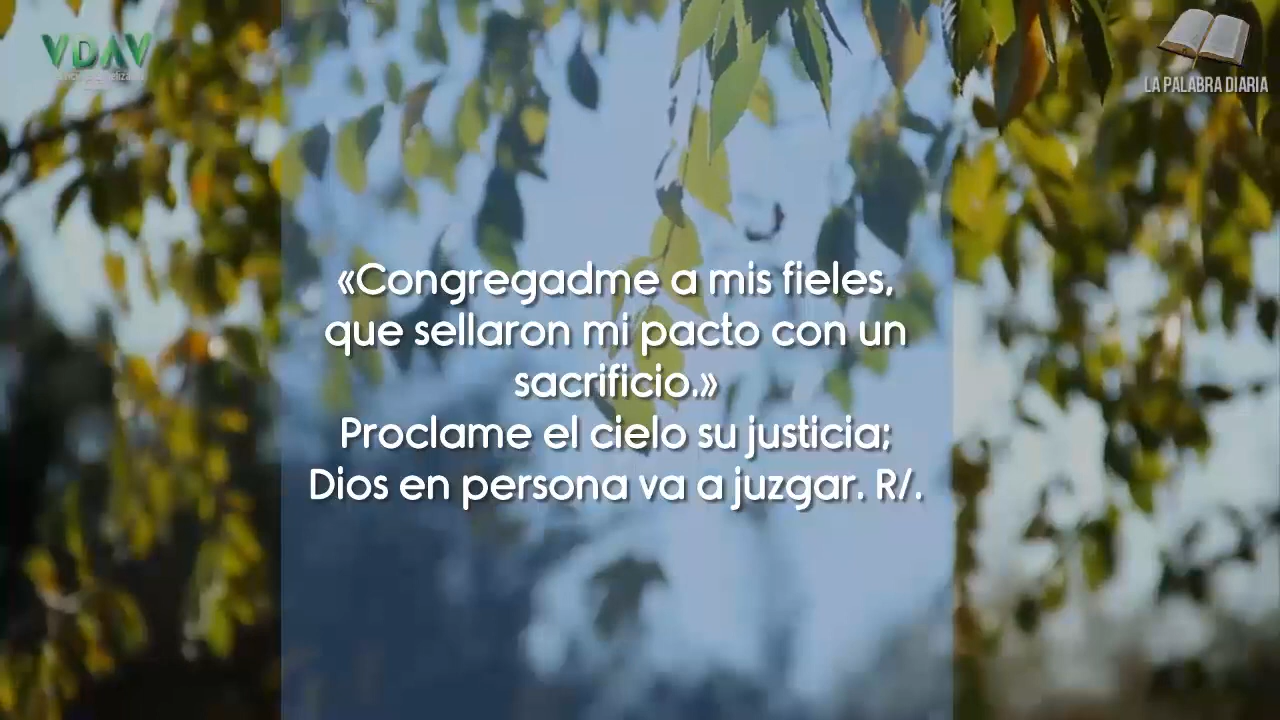 VDAV
LA PALABRA DIARIA
«Congregadme a mis fieles,
que sellaron mi pacto con un
sacrificio.»
Proclame el cielo su justicia;
Dios en persona va a juzgar. R/.